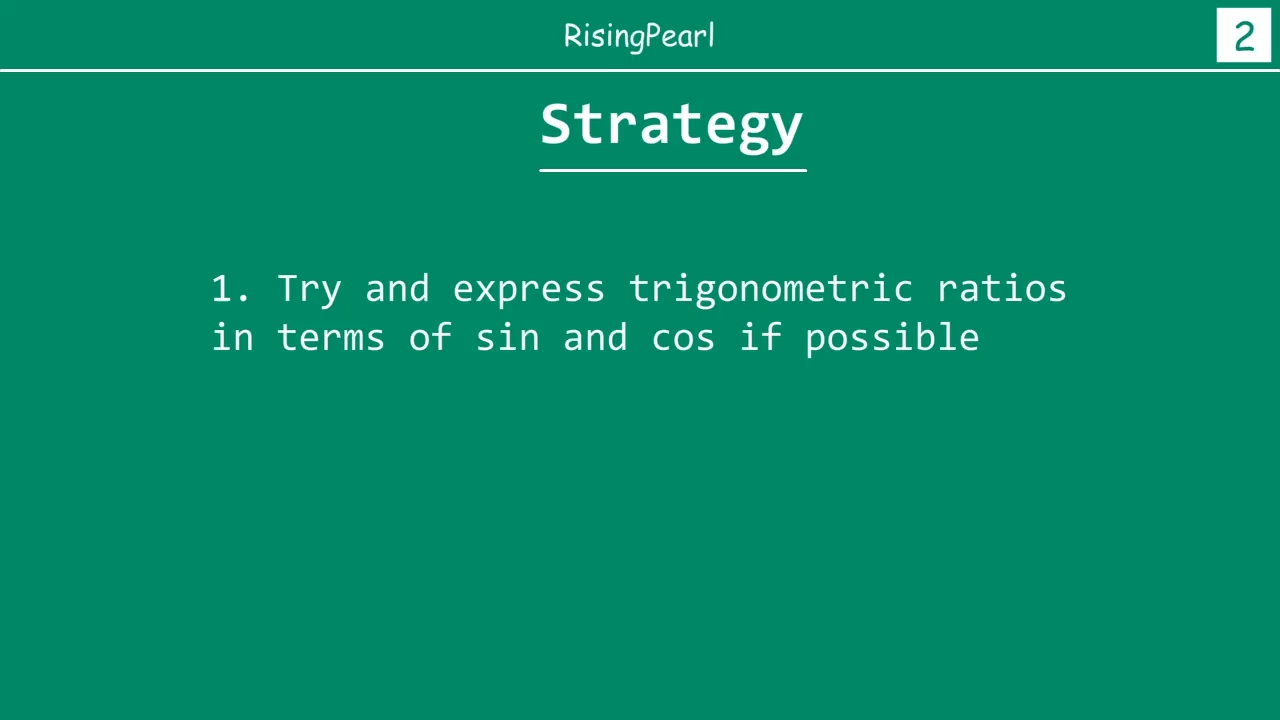 RisingPearl
2
Strategy
1. Try and express trigonometric ratios
in terms of sin and cos if possible